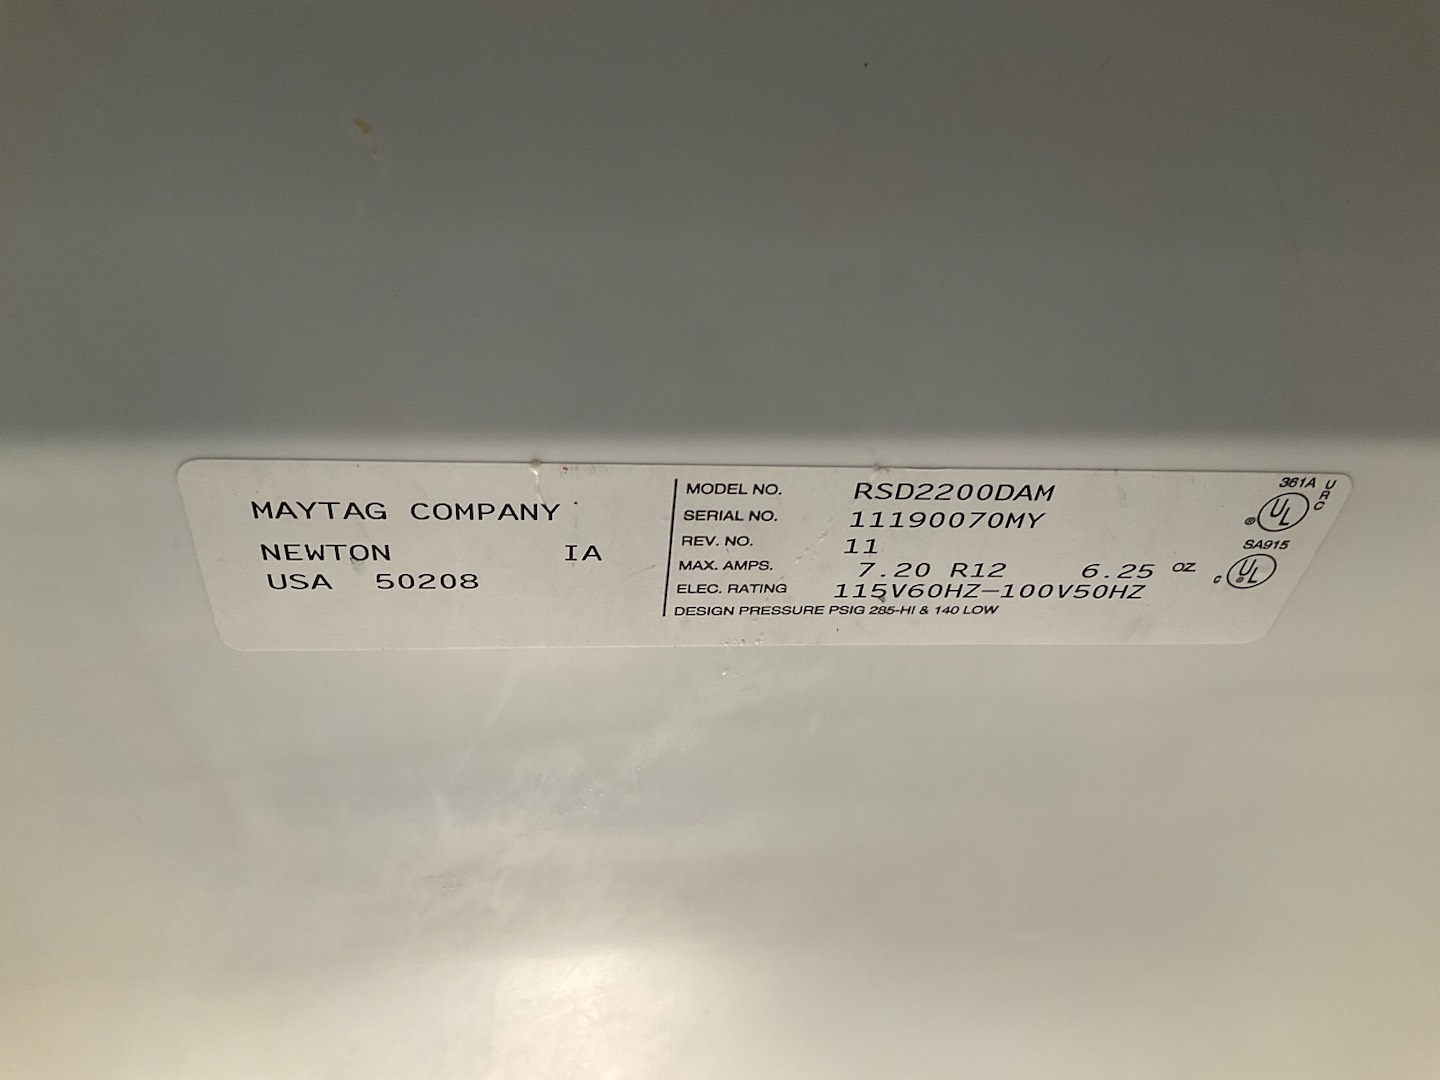 MAYTAG COMPANY
NEWTON IA
USA 50208
MODEL NO. RSD2200DAM
SERIAL NO. 11190070MY
REV. NO. 11
MAX. AMPS. 7.20 R12 6.25 OZ
ELEC. RATING 115V60HZ-100V50HZ
DESIGN PRESSURE PSIG 285-HI & 140 LOW
361A URC
UL ®
SA915
C UL ®